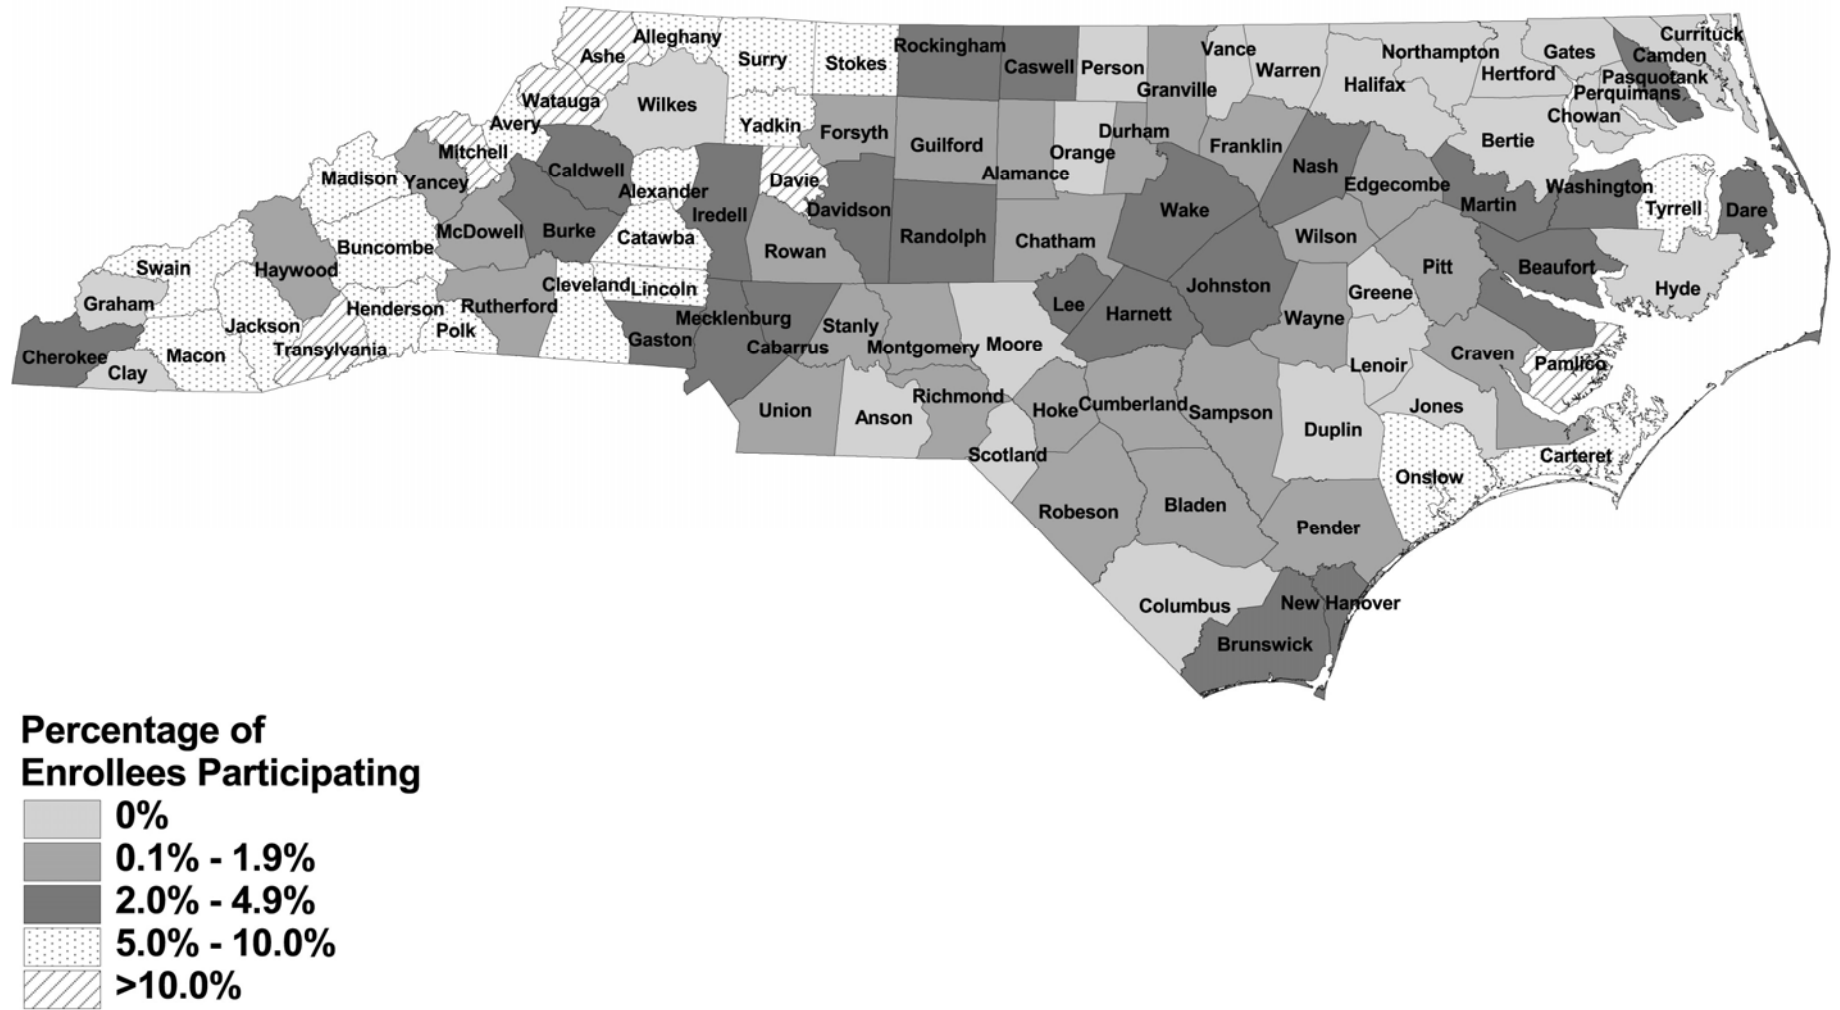 Ashe
Alleghany
Surry
Stokes
Rockingham
Caswell
Person
Granville
Vance
Warren
Halifax
Northampton
Hertford
Gates
Currituck
Camden
Pasquotank
Perquimans
Chowan
Bertie
Watauga
Wilkes
Avery
Mitchell
Yadkin
Forsyth
Guilford
Alamance
Orange
Durham
Franklin
Nash
Edgecombe
Martin
Washington
Tyrrell
Dare
Madison
Yancey
Caldwell
Alexander
Iredell
Davie
Davidson
Randolph
Chatham
Wake
Wilson
Pitt
Beaufort
Hyde
Swain
Haywood
Buncombe
McDowell
Burke
Catawba
Rowan
Graham
Jackson
Henderson
Polk
Rutherford
Cleveland
Lincoln
Lee
Harnett
Johnston
Wayne
Greene
Cherokee
Clay
Macon
Transylvania
Gaston
Mecklenburg
Cabarrus
Stanly
Montgomery
Moore
Lenoir
Craven
Pamlico
Union
Anson
Richmond
Scotland
Hoke
Cumberland
Sampson
Duplin
Jones
Onslow
Carteret
Robeson
Bladen
Pender
Columbus
New Hanover
Brunswick
Percentage of
Enrollees Participating
0%
0.1% - 1.9%
2.0% - 4.9%
5.0% - 10.0%
>10.0%